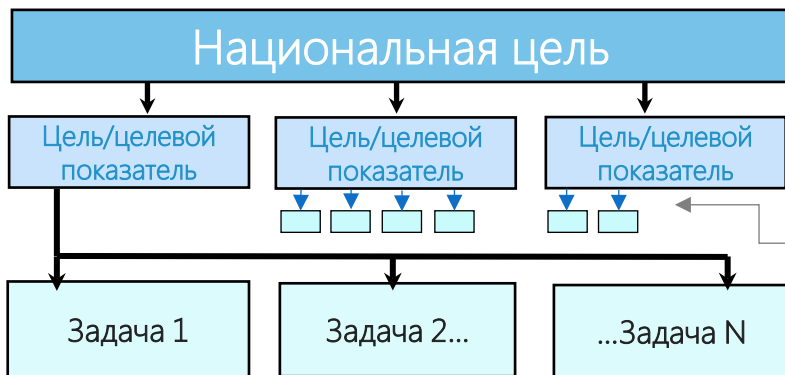 Национальная цель
Цель/целевой
показатель
Цель/целевой
показатель
Цель/целевой
показатель
Задача 1
Задача 2...
...Задача N